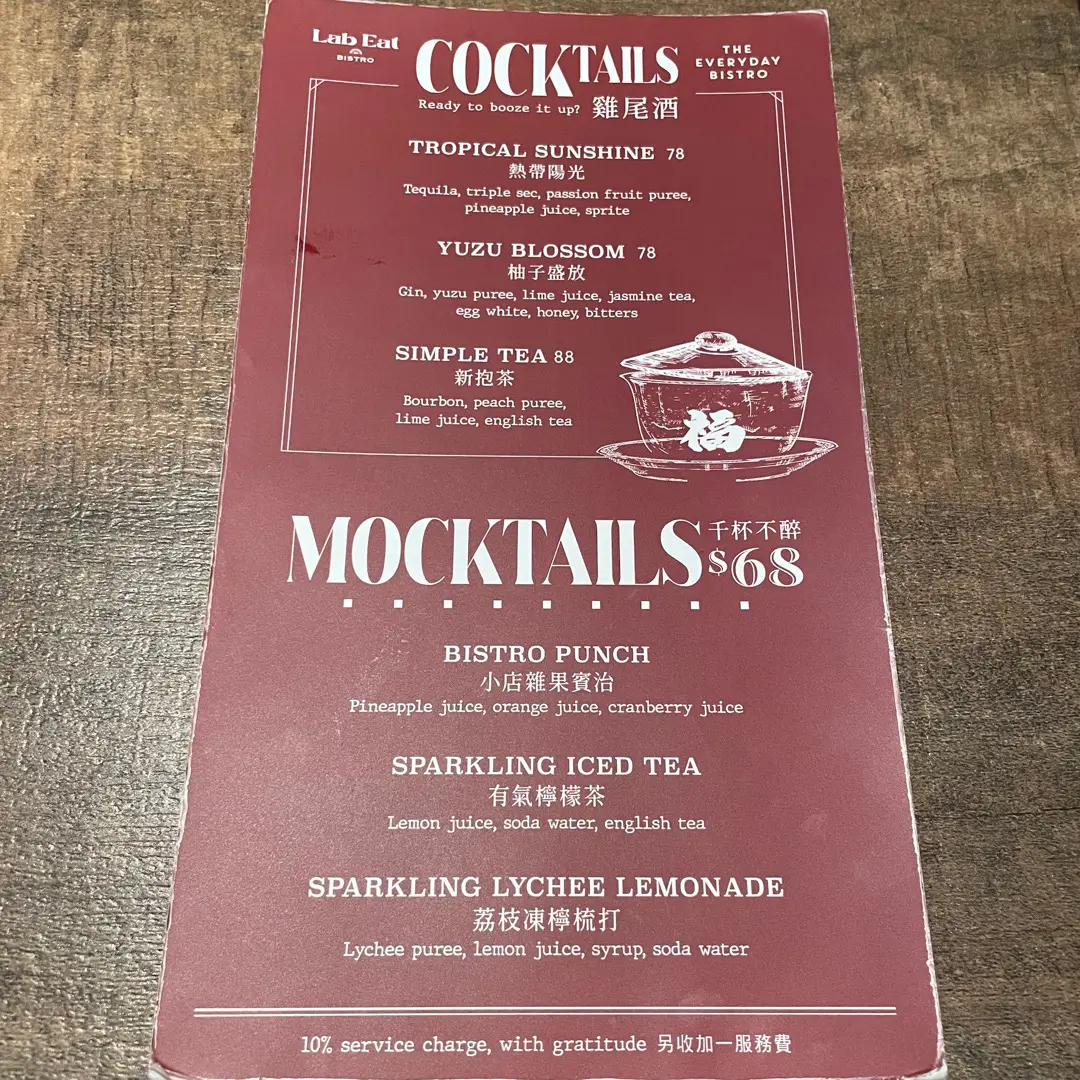 Lab Eat
BISTRO
COCKTAILS
Ready to booze it up? 雞尾酒
THE
EVERYDAY
BISTRO
TROPICAL SUNSHINE 78
熱帶陽光
Tequila, triple sec, passion fruit puree,
pineapple juice, sprite
YUZU BLOSSOM 78
柚子盛放
Gin, yuzu puree, lime juice, jasmine tea,
egg white, honey, bitters
SIMPLE TEA 88
新抱茶
Bourbon, peach puree,
lime juice, english tea
福
MOCKTAILS 千杯不醉
$68
BISTRO PUNCH
小店雜果賓治
Pineapple juice, orange juice, cranberry juice
SPARKLING ICED TEA
有氣檸檬茶
Lemon juice, soda water, english tea
SPARKLING LYCHEE LEMONADE
荔枝凍檸梳打
Lychee puree, lemon juice, syrup, soda water
10% service charge, with gratitude 另收加一服務費